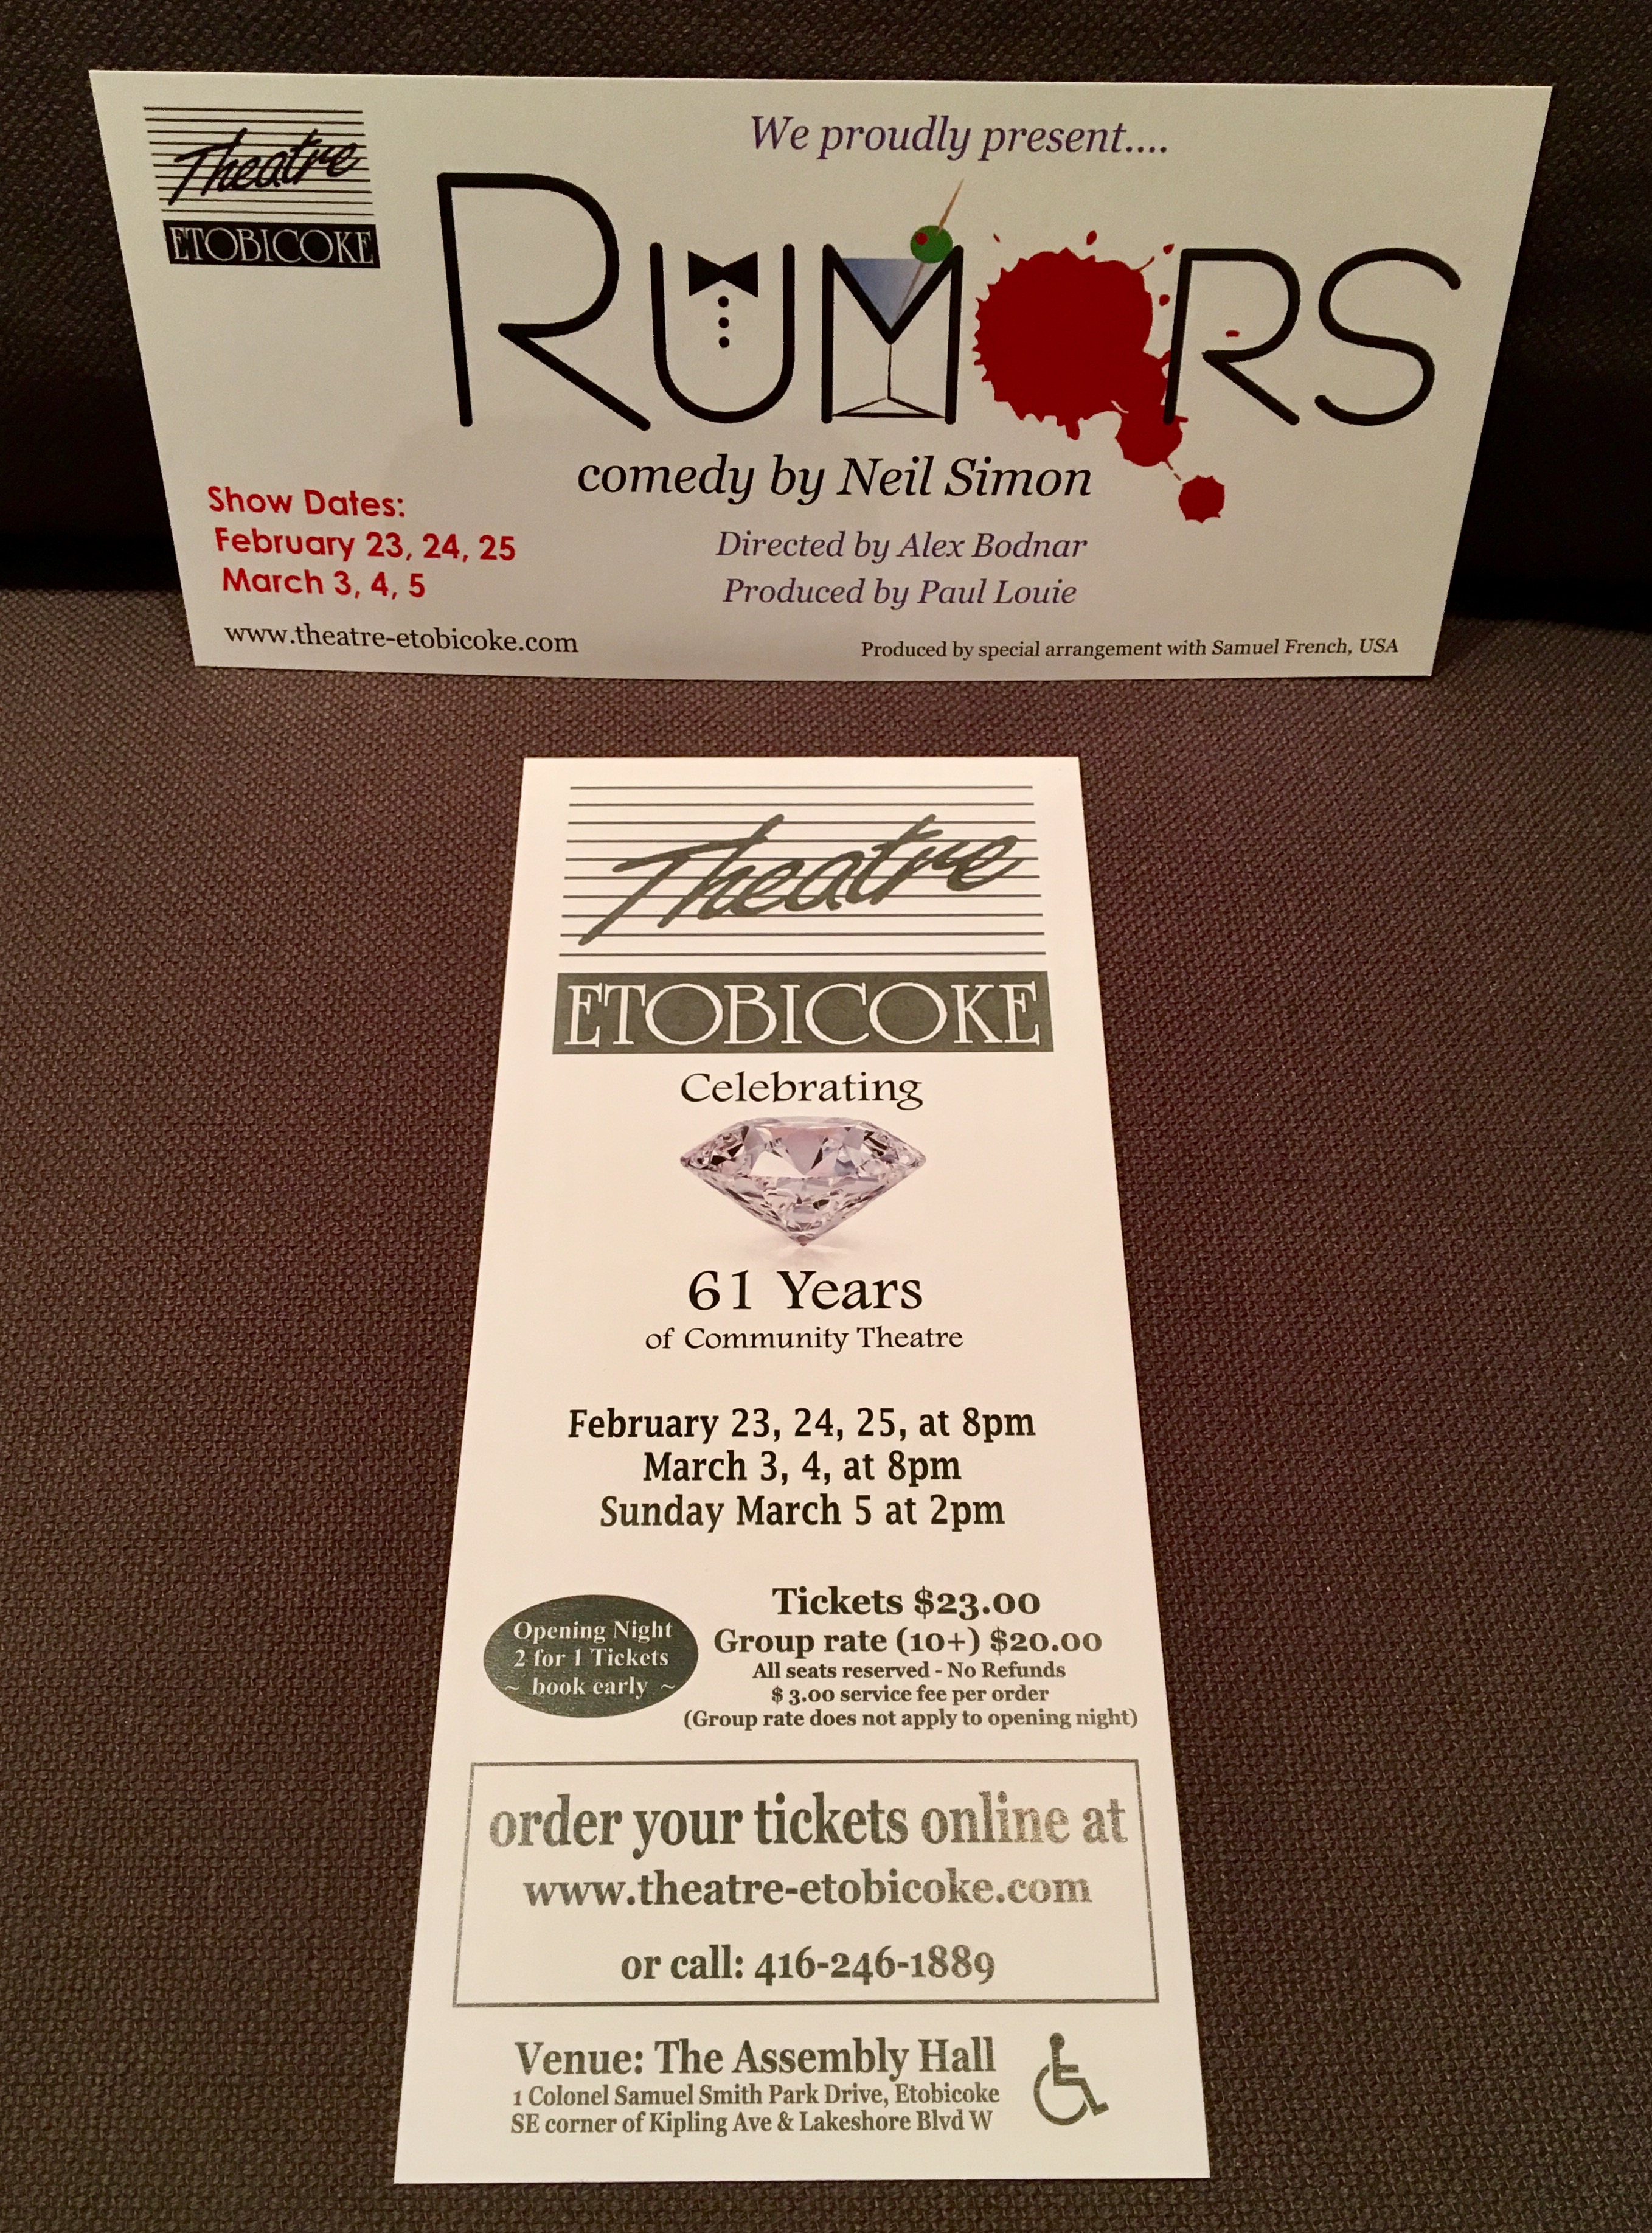 Theatre
ETOBICOKE
We proudly present....
RUMORS
comedy by Neil Simon
Directed by Alex Bodnar
Produced by Paul Louie
Show Dates:
February 23, 24, 25
March 3, 4, 5
www.theatre-etobicoke.com
Produced by special arrangement with Samuel French, USA
Theatre
ETOBICOKE
Celebrating
61 Years
of Community Theatre
February 23, 24, 25, at 8pm
March 3, 4, at 8pm
Sunday March 5 at 2pm
Opening Night
2 for 1 Tickets
~ book early ~
Tickets $23.00
Group rate (10+) $20.00
All seats reserved - No Refunds
$ 3.00 service fee per order
(Group rate does not apply to opening night)
order your tickets online at
www.theatre-etobicoke.com
or call: 416-246-1889
Venue: The Assembly Hall
1 Colonel Samuel Smith Park Drive, Etobicoke
SE corner of Kipling Ave & Lakeshore Blvd W